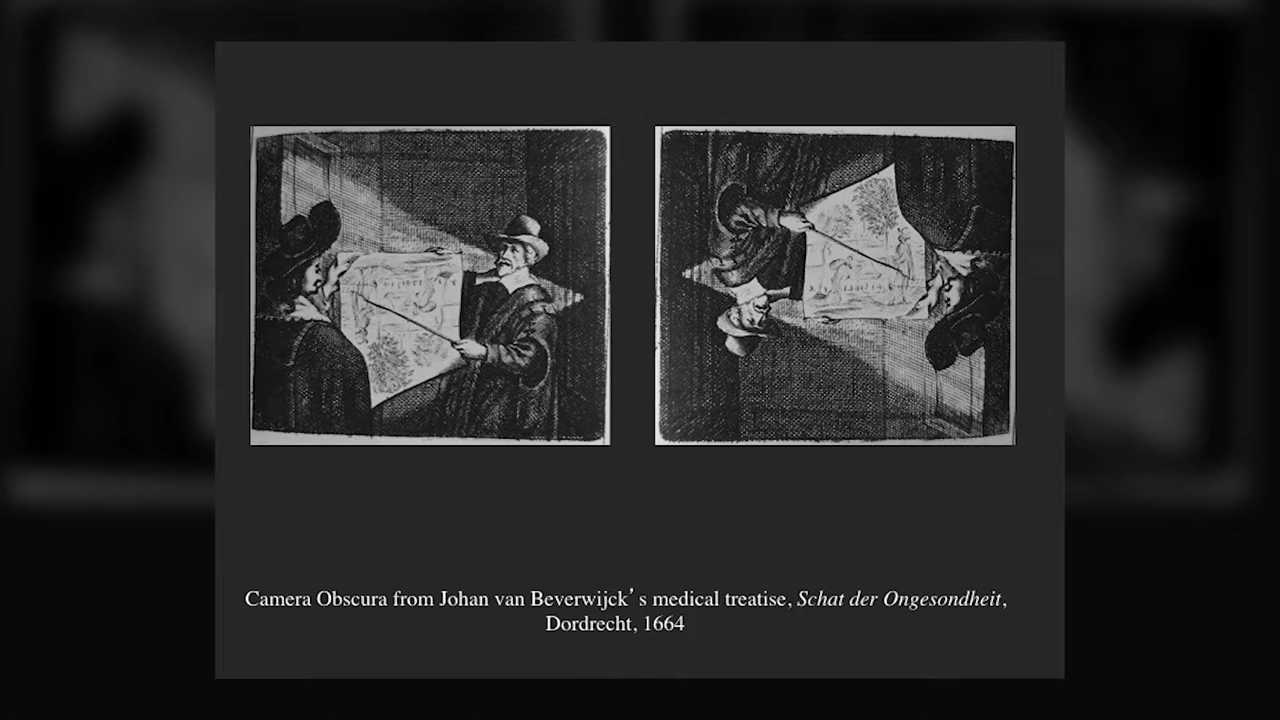 Camera Obscura from Johan van Beverwijck’s medical treatise, Schat der Ongesondheit,
Dordrecht, 1664